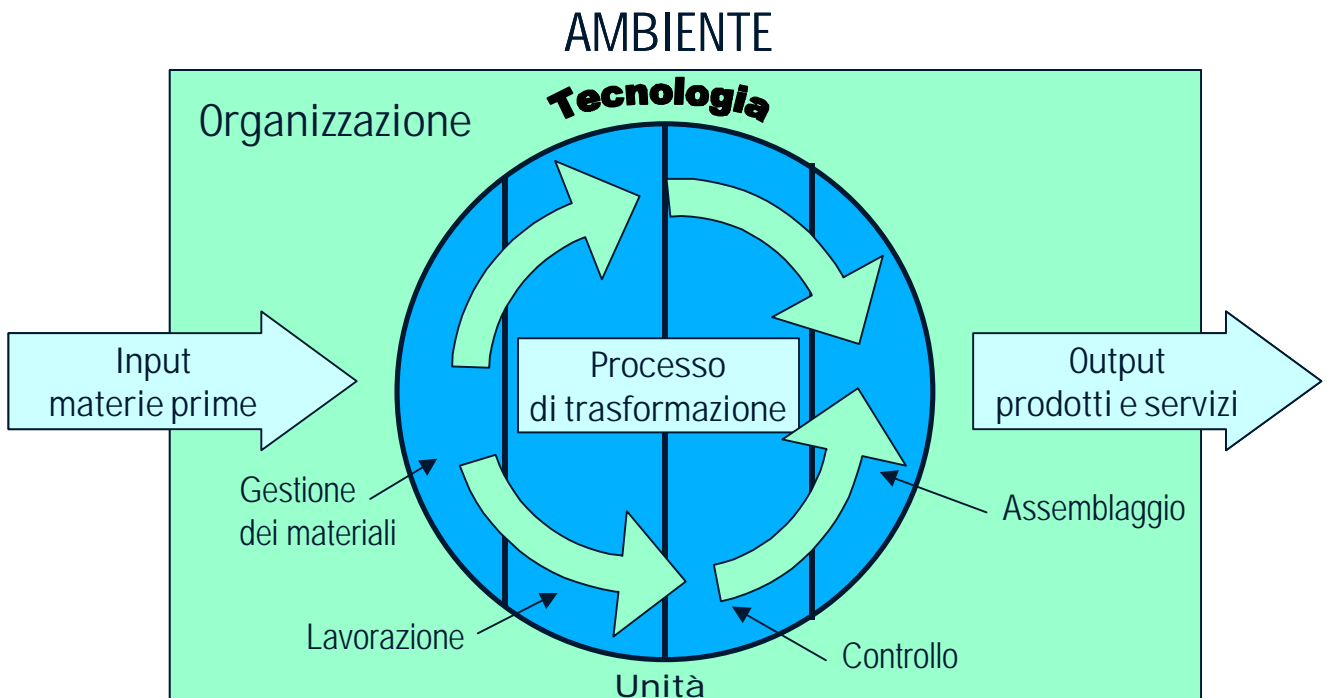 AMBIENTE
Tecnologia
Organizzazione
Input
materie prime
Processo
di trasformazione
Output
prodotti e servizi
Gestione
dei materiali
Assemblaggio
Lavorazione
Controllo
Unità